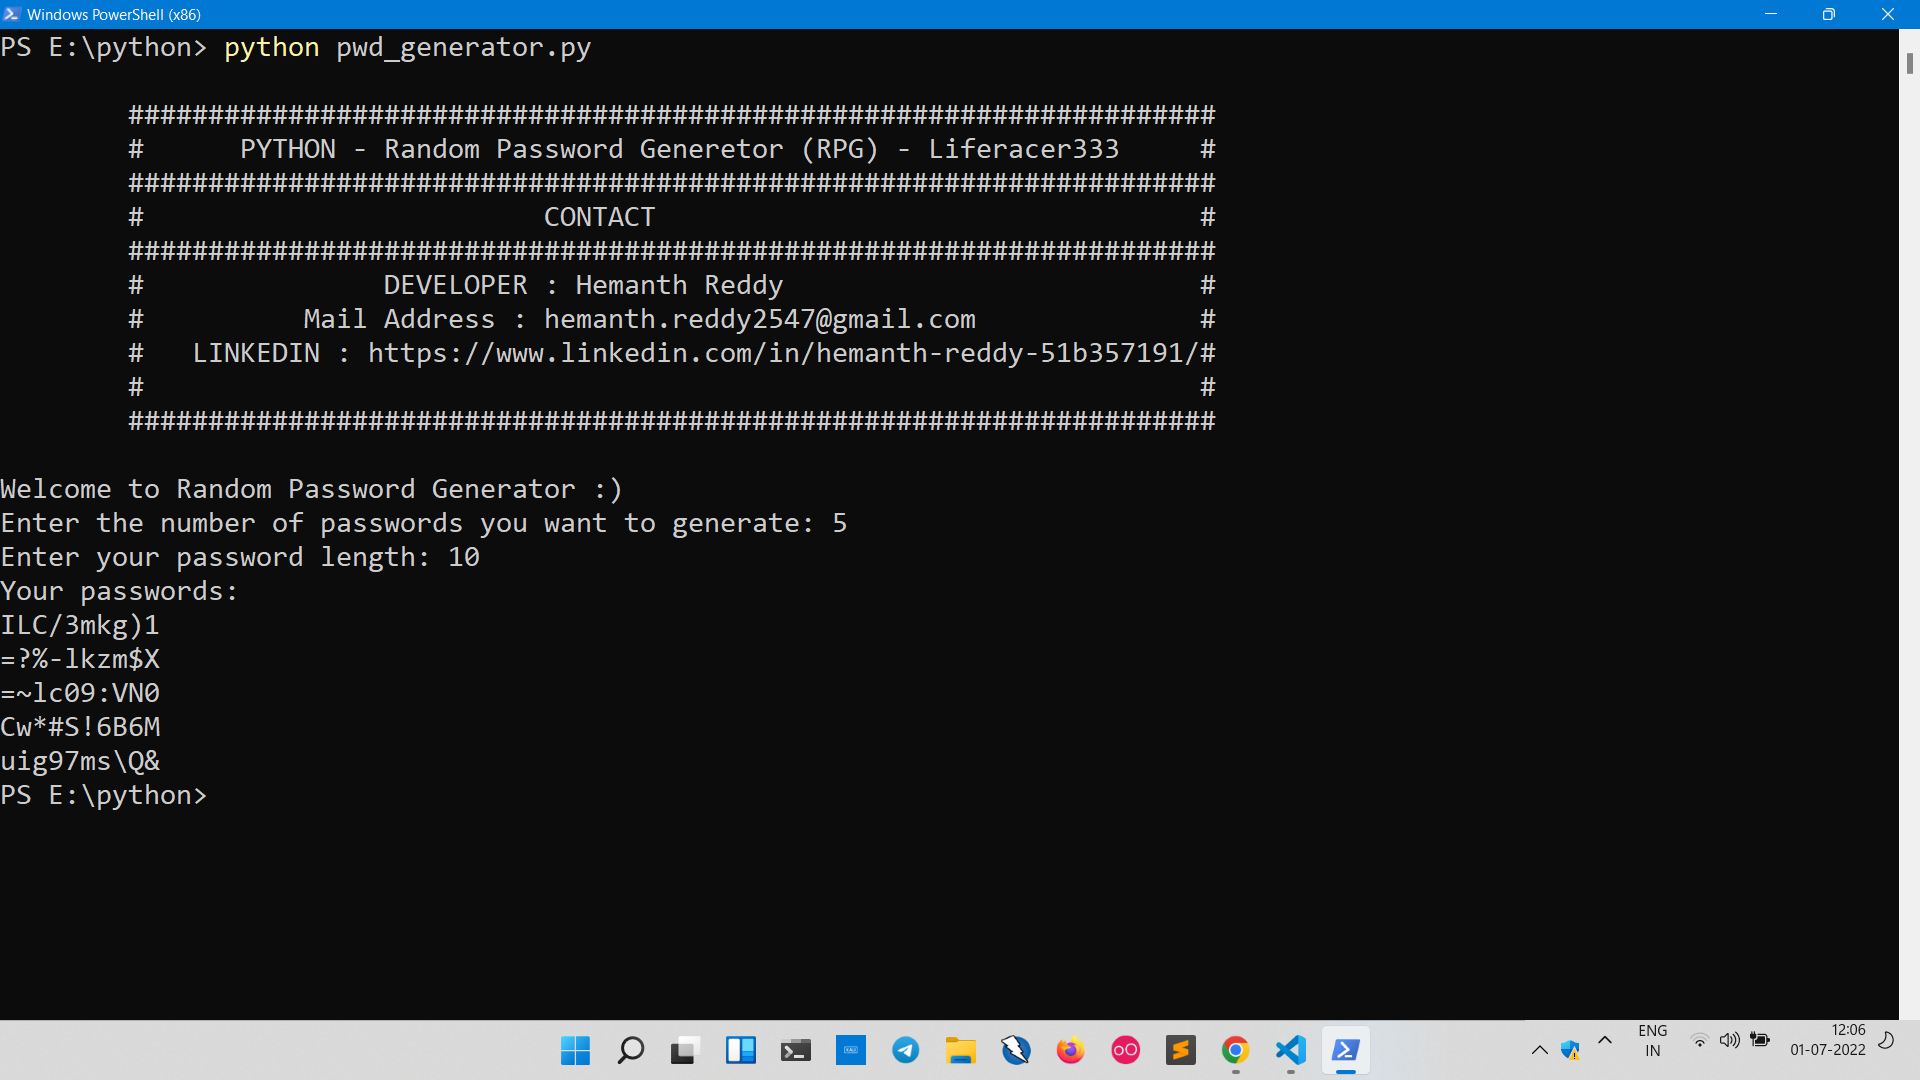 Windows PowerShell (x86)
PS E:\python> python pwd_generator.py
####################################################################
# PYTHON - Random Password Generetor (RPG) - Liferacer333 #
####################################################################
# CONTACT #
####################################################################
# DEVELOPER : Hemanth Reddy #
# Mail Address : hemanth.reddy2547@gmail.com #
# LINKEDIN : https://www.linkedin.com/in/hemanth-reddy-51b357191/#
# #
####################################################################
Welcome to Random Password Generator :)
Enter the number of passwords you want to generate: 5
Enter your password length: 10
Your passwords:
ILC/3mkg)1
=?%-lkzm$X
=~lc09:VN0
Cw*#S!6B6M
uig97ms\Q&
PS E:\python>
ENG
IN
12:06
01-07-2022